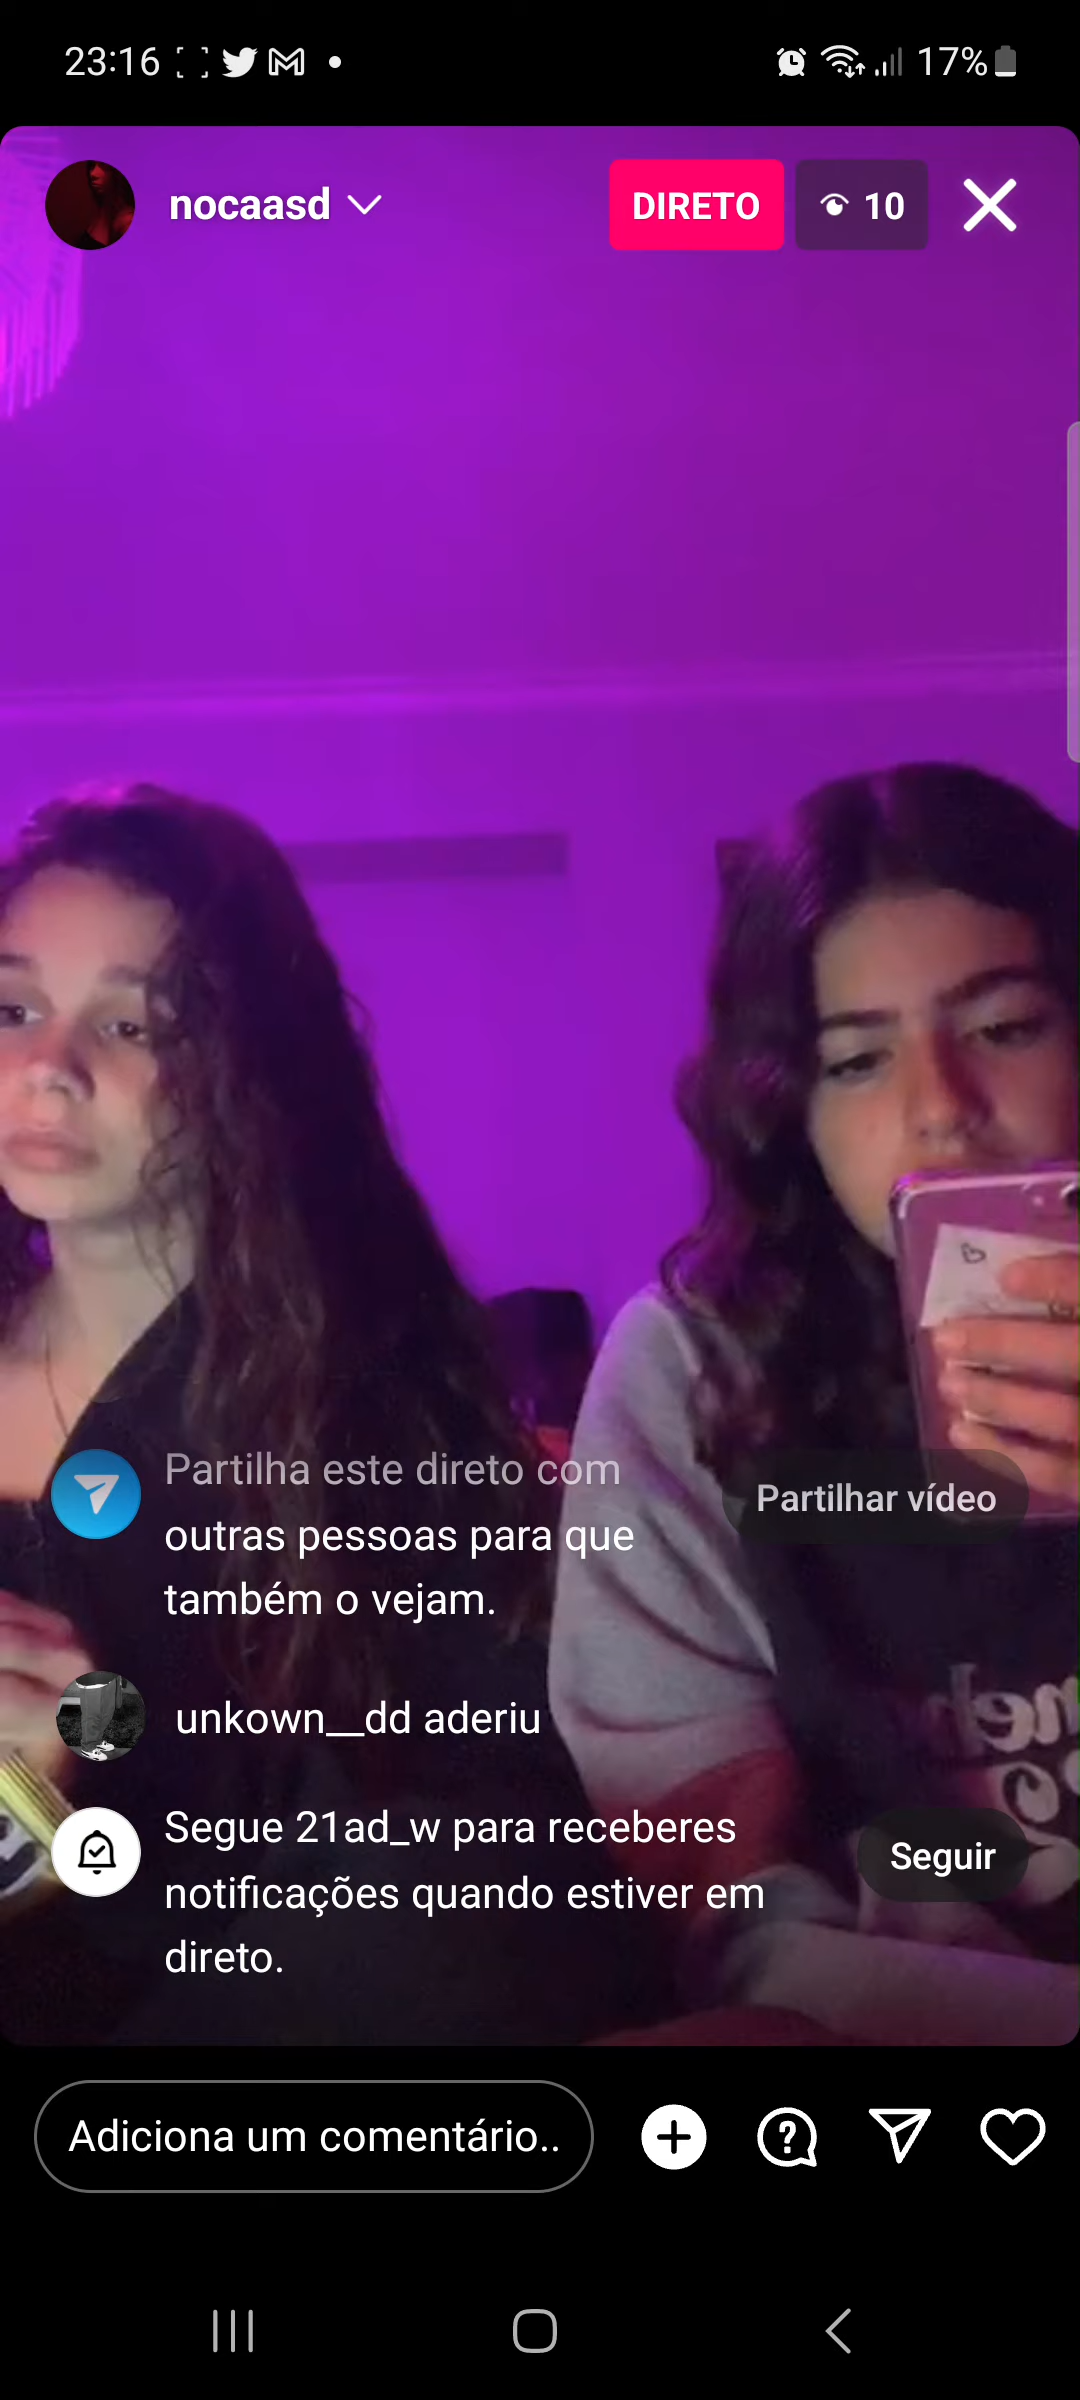 23:16
17%
nocaasd
DIRETO
10
Partilha este direto com
outras pessoas para que
também o vejam.
Partilhar vídeo
unkown__dd aderiu
Segue 21ad_w para receberes
notificações quando estiver em
direto.
Seguir
Adiciona um comentário..